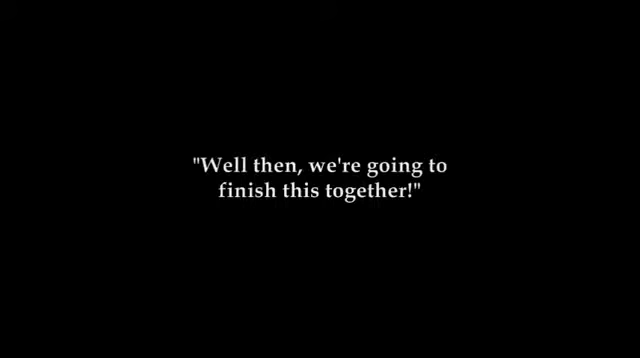 "Well then, we're going to
finish this together!"